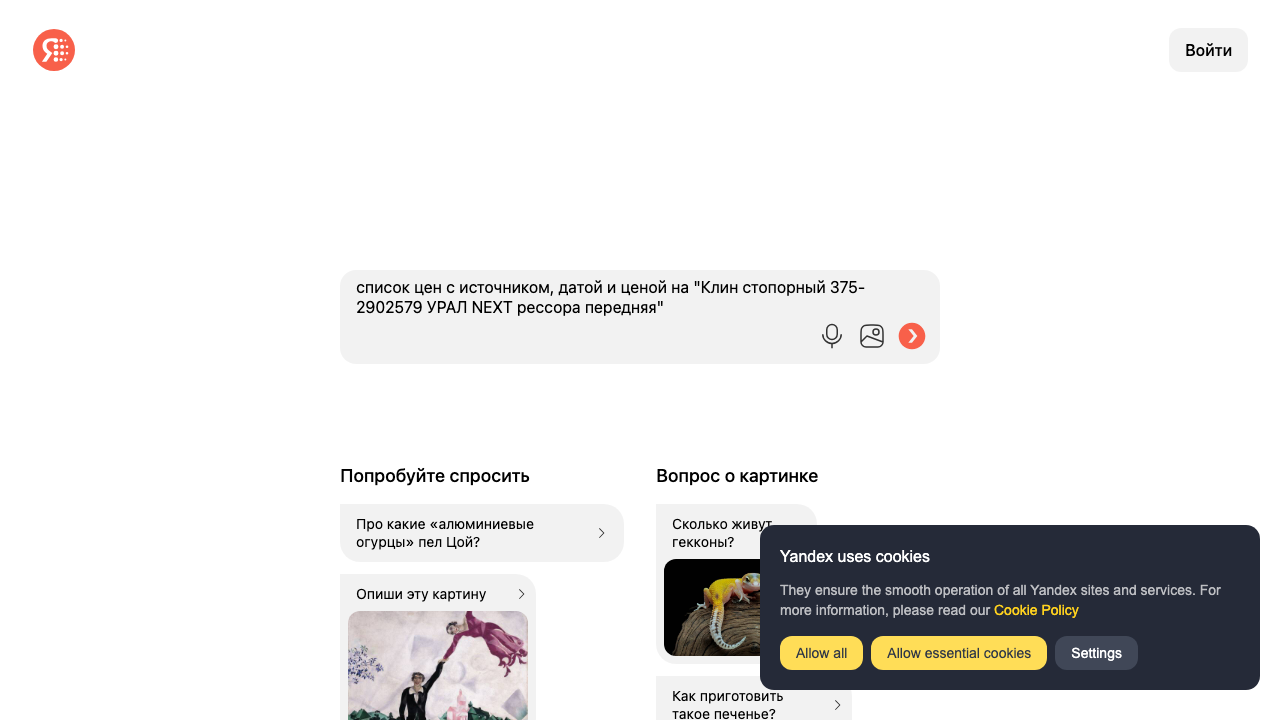 Я
Войти
список цен с источником, датой и ценой на "Клин стопорный 375-
2902579 УРАЛ NEXT рессора передняя"
Попробуйте спросить
Про какие «алюминиевые
огурцы» пел Цой?
Опиши эту картину
Вопрос о картинке
Сколько живут
гекконы?
Как приготовить
такое печенье?
Yandex uses cookies
They ensure the smooth operation of all Yandex sites and services. For
more information, please read our Cookie Policy
Allow all
Allow essential cookies
Settings